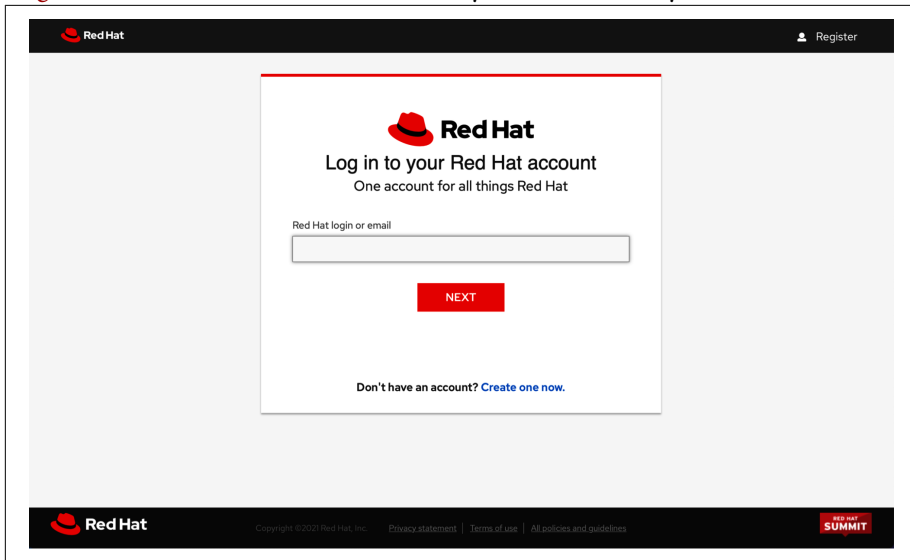 Red Hat
Register
Red Hat
Log in to your Red Hat account
One account for all things Red Hat
Red Hat login or email
NEXT
Don't have an account? Create one now.
Red Hat
Copyright ©2021 Red Hat, Inc. Privacy statement | Terms of use | All policies and guidelines
RED HAT
SUMMIT